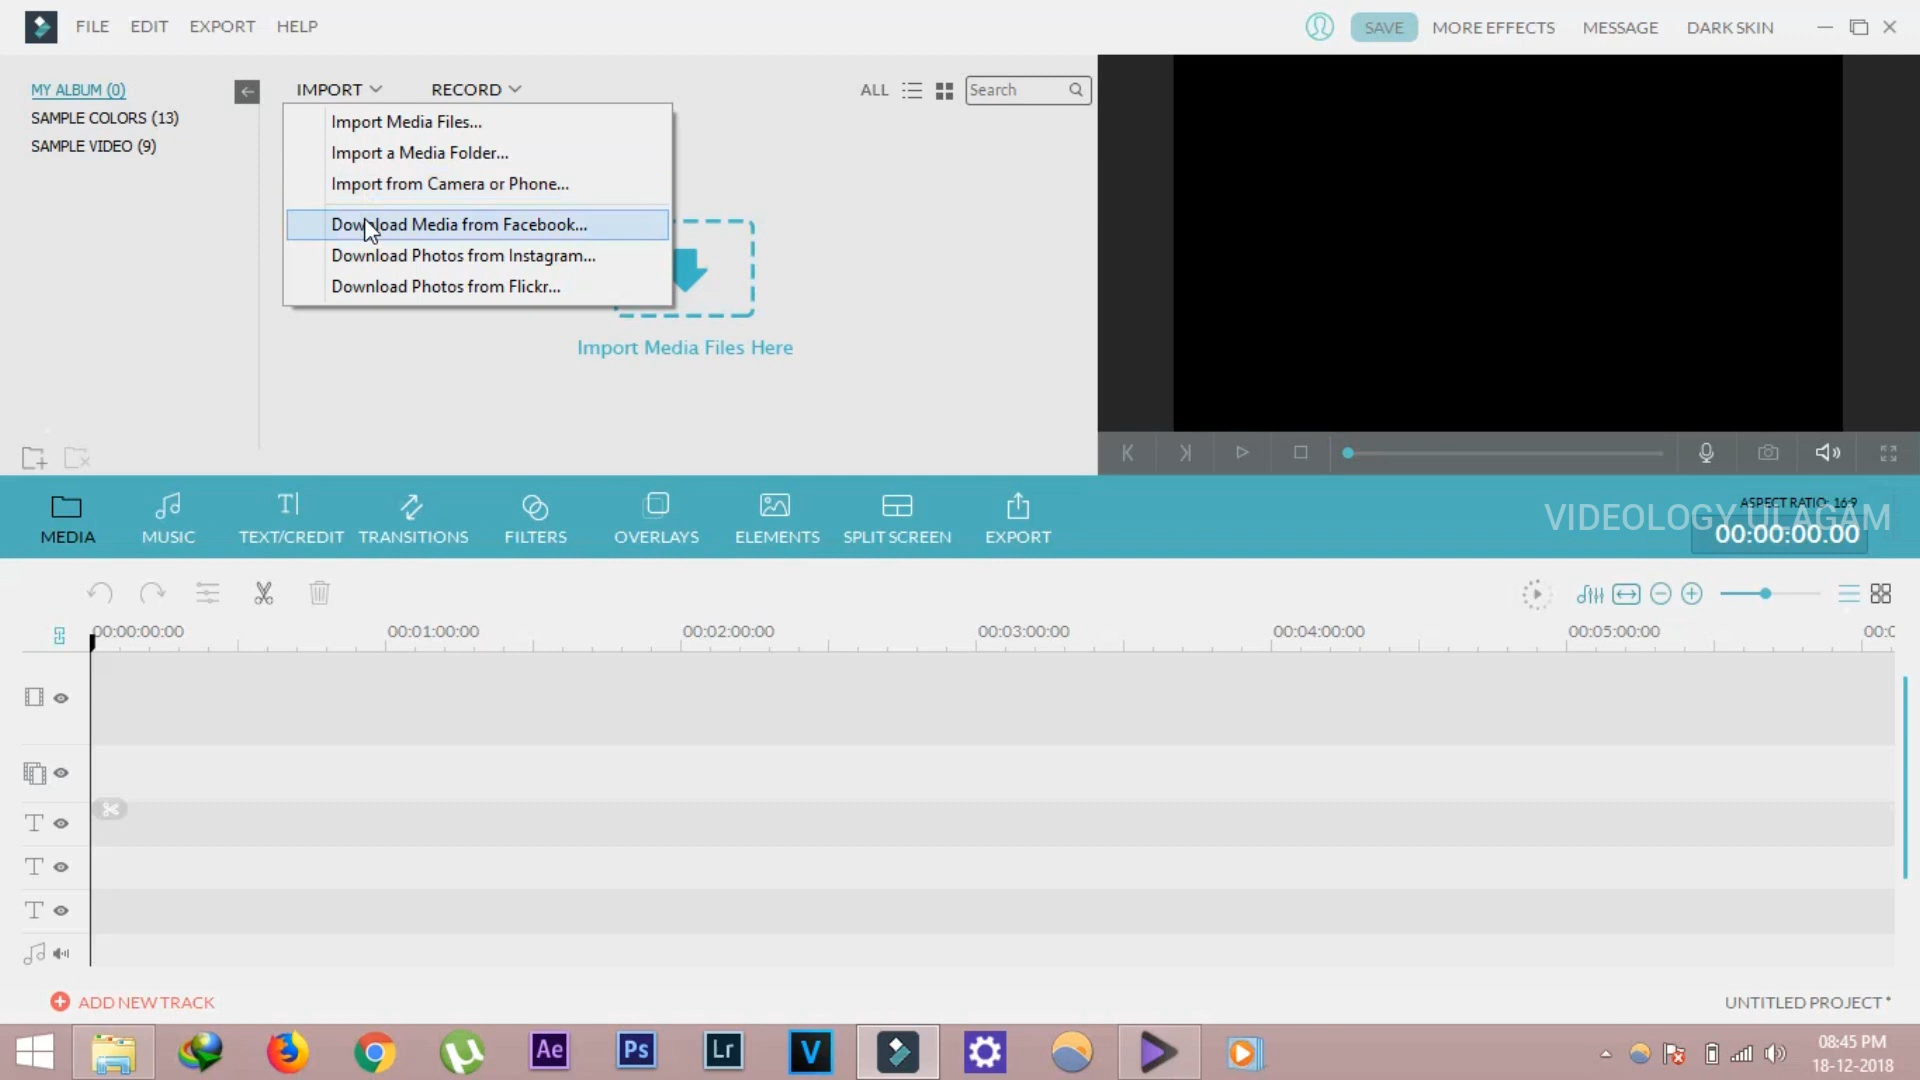 FILE EDIT EXPORT HELP
SAVE MORE EFFECTS MESSAGE DARK SKIN
MY ALBUM (0)
SAMPLE COLORS (13)
SAMPLE VIDEO (9)
IMPORT RECORD
ALL Search
Import Media Files...
Import a Media Folder...
Import from Camera or Phone...
Download Media from Facebook...
Download Photos from Instagram...
Download Photos from Flickr...
Import Media Files Here
MEDIA MUSIC TEXT/CREDIT TRANSITIONS FILTERS OVERLAYS ELEMENTS SPLIT SCREEN EXPORT
ASPECT RATIO: 16:9
VIDEOLOGY ULAGAM
00:00:00.00
00:00:00:00 00:01:00:00 00:02:00:00 00:03:00:00 00:04:00:00 00:05:00:00
ADD NEW TRACK
UNTITLED PROJECT *
Ae Ps Lr V
08:45 PM
18-12-2018